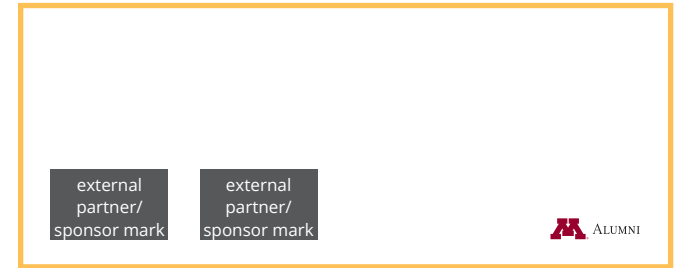 external
partner/
sponsor mark
external
partner/
sponsor mark
M ALUMNI